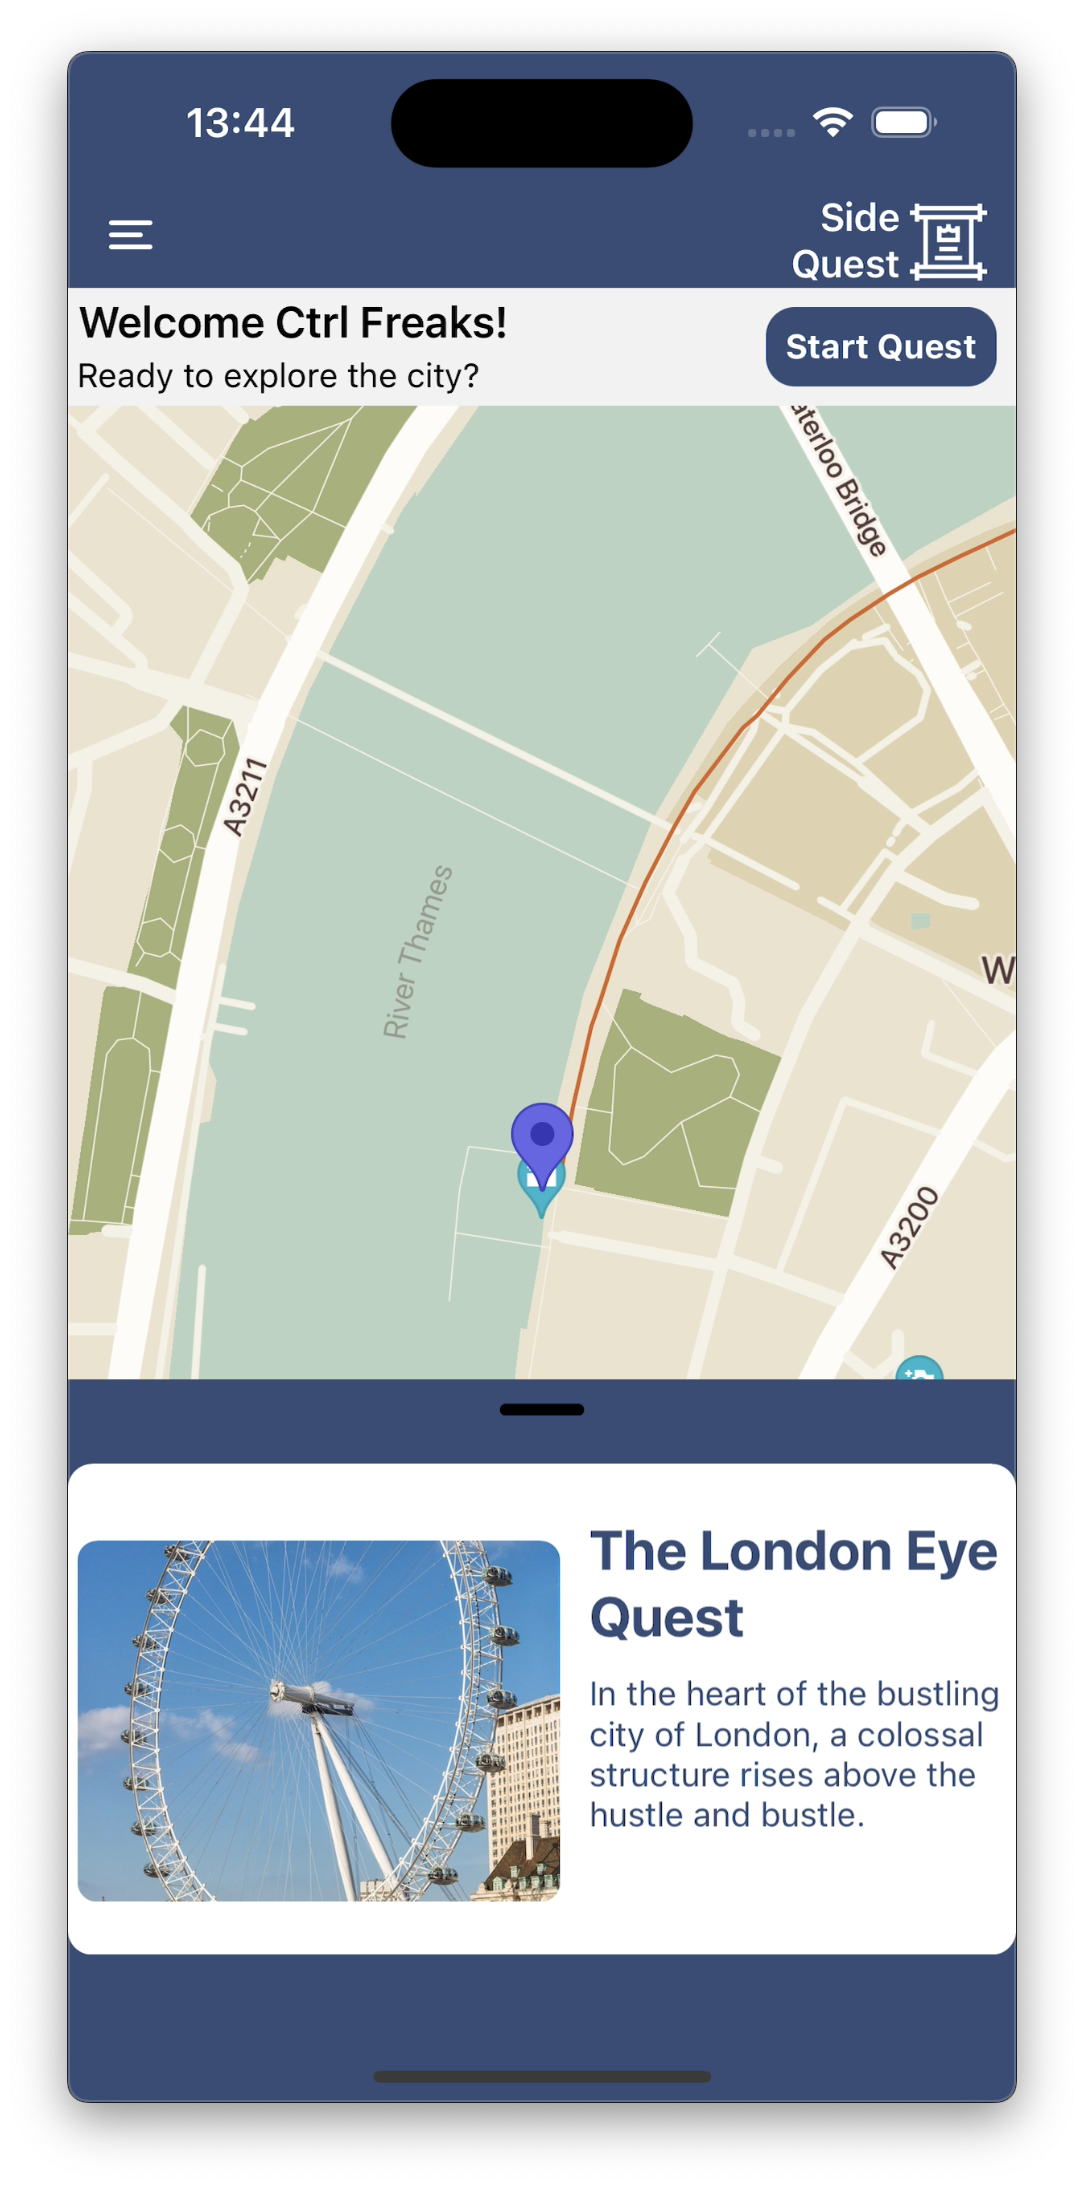 13:44
Side
Quest
Welcome Ctrl Freaks!
Ready to explore the city?
Start Quest
aterloo Bridge
A3211
River Thames
W
A3200
The London Eye
Quest
In the heart of the bustling
city of London, a colossal
structure rises above the
hustle and bustle.